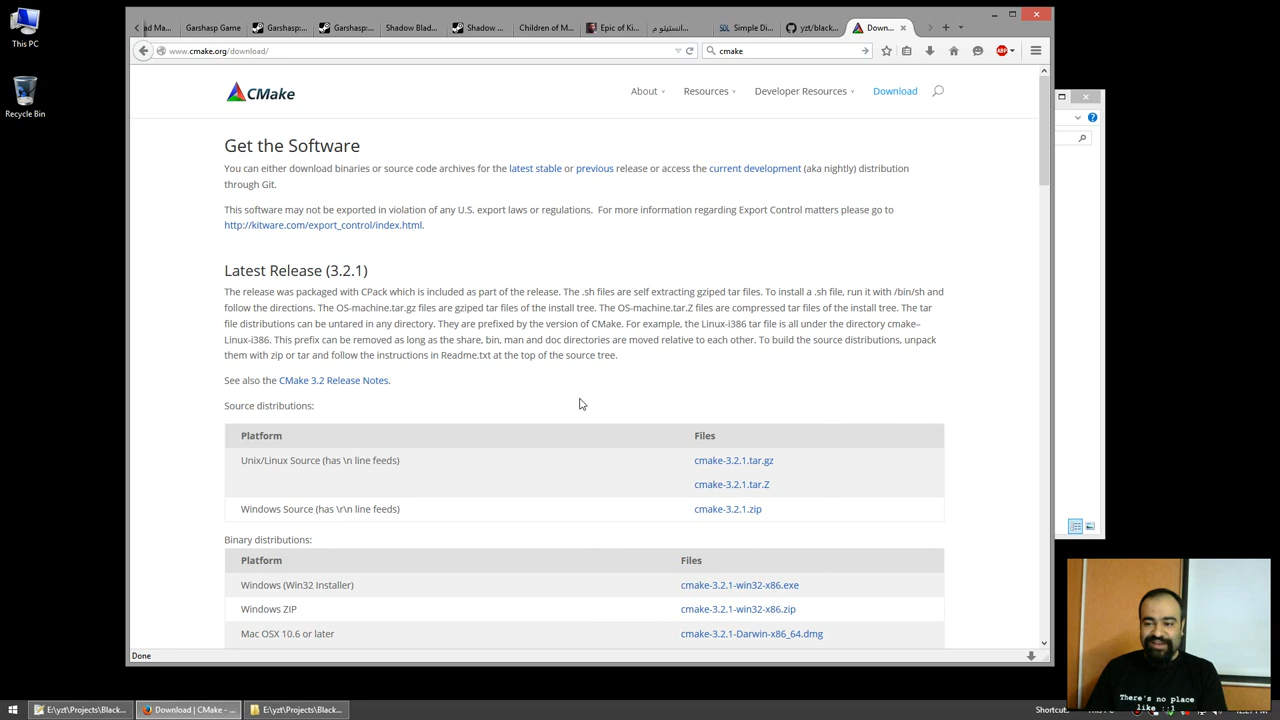 This PC
Recycle Bin
ad Ma...
Garshasp Game
Garshasp:...
Garshasp:...
Shadow Blad...
Shadow ...
Children of M...
Epic of Ki...
انستیتو م...
Simple Di...
yzt/black...
Down...
www.cmake.org/download/
cmake
ABP
CMake
About
Resources
Developer Resources
Download
Get the Software
You can either download binaries or source code archives for the latest stable or previous release or access the current development (aka nightly) distribution
through Git.
This software may not be exported in violation of any U.S. export laws or regulations. For more information regarding Export Control matters please go to
http://kitware.com/export_control/index.html.
Latest Release (3.2.1)
The release was packaged with CPack which is included as part of the release. The .sh files are self extracting gziped tar files. To install a .sh file, run it with /bin/sh and
follow the directions. The OS-machine.tar.gz files are gziped tar files of the install tree. The OS-machine.tar.Z files are compressed tar files of the install tree. The tar
file distributions can be untared in any directory. They are prefixed by the version of CMake. For example, the Linux-i386 tar file is all under the directory cmake–
Linux-i386. This prefix can be removed as long as the share, bin, man and doc directories are moved relative to each other. To build the source distributions, unpack
them with zip or tar and follow the instructions in Readme.txt at the top of the source tree.
See also the CMake 3.2 Release Notes.
Source distributions:
Platform Files
Unix/Linux Source (has \n line feeds) cmake-3.2.1.tar.gz
cmake-3.2.1.tar.Z
Windows Source (has \r\n line feeds) cmake-3.2.1.zip
Binary distributions:
Platform Files
Windows (Win32 Installer) cmake-3.2.1-win32-x86.exe
Windows ZIP cmake-3.2.1-win32-x86.zip
Mac OSX 10.6 or later cmake-3.2.1-Darwin-x86_64.dmg
Done
There's no place
like ::1
E:\yzt\Projects\Black...
Download | CMake - ...
E:\yzt\Projects\Black...
Shortcuts